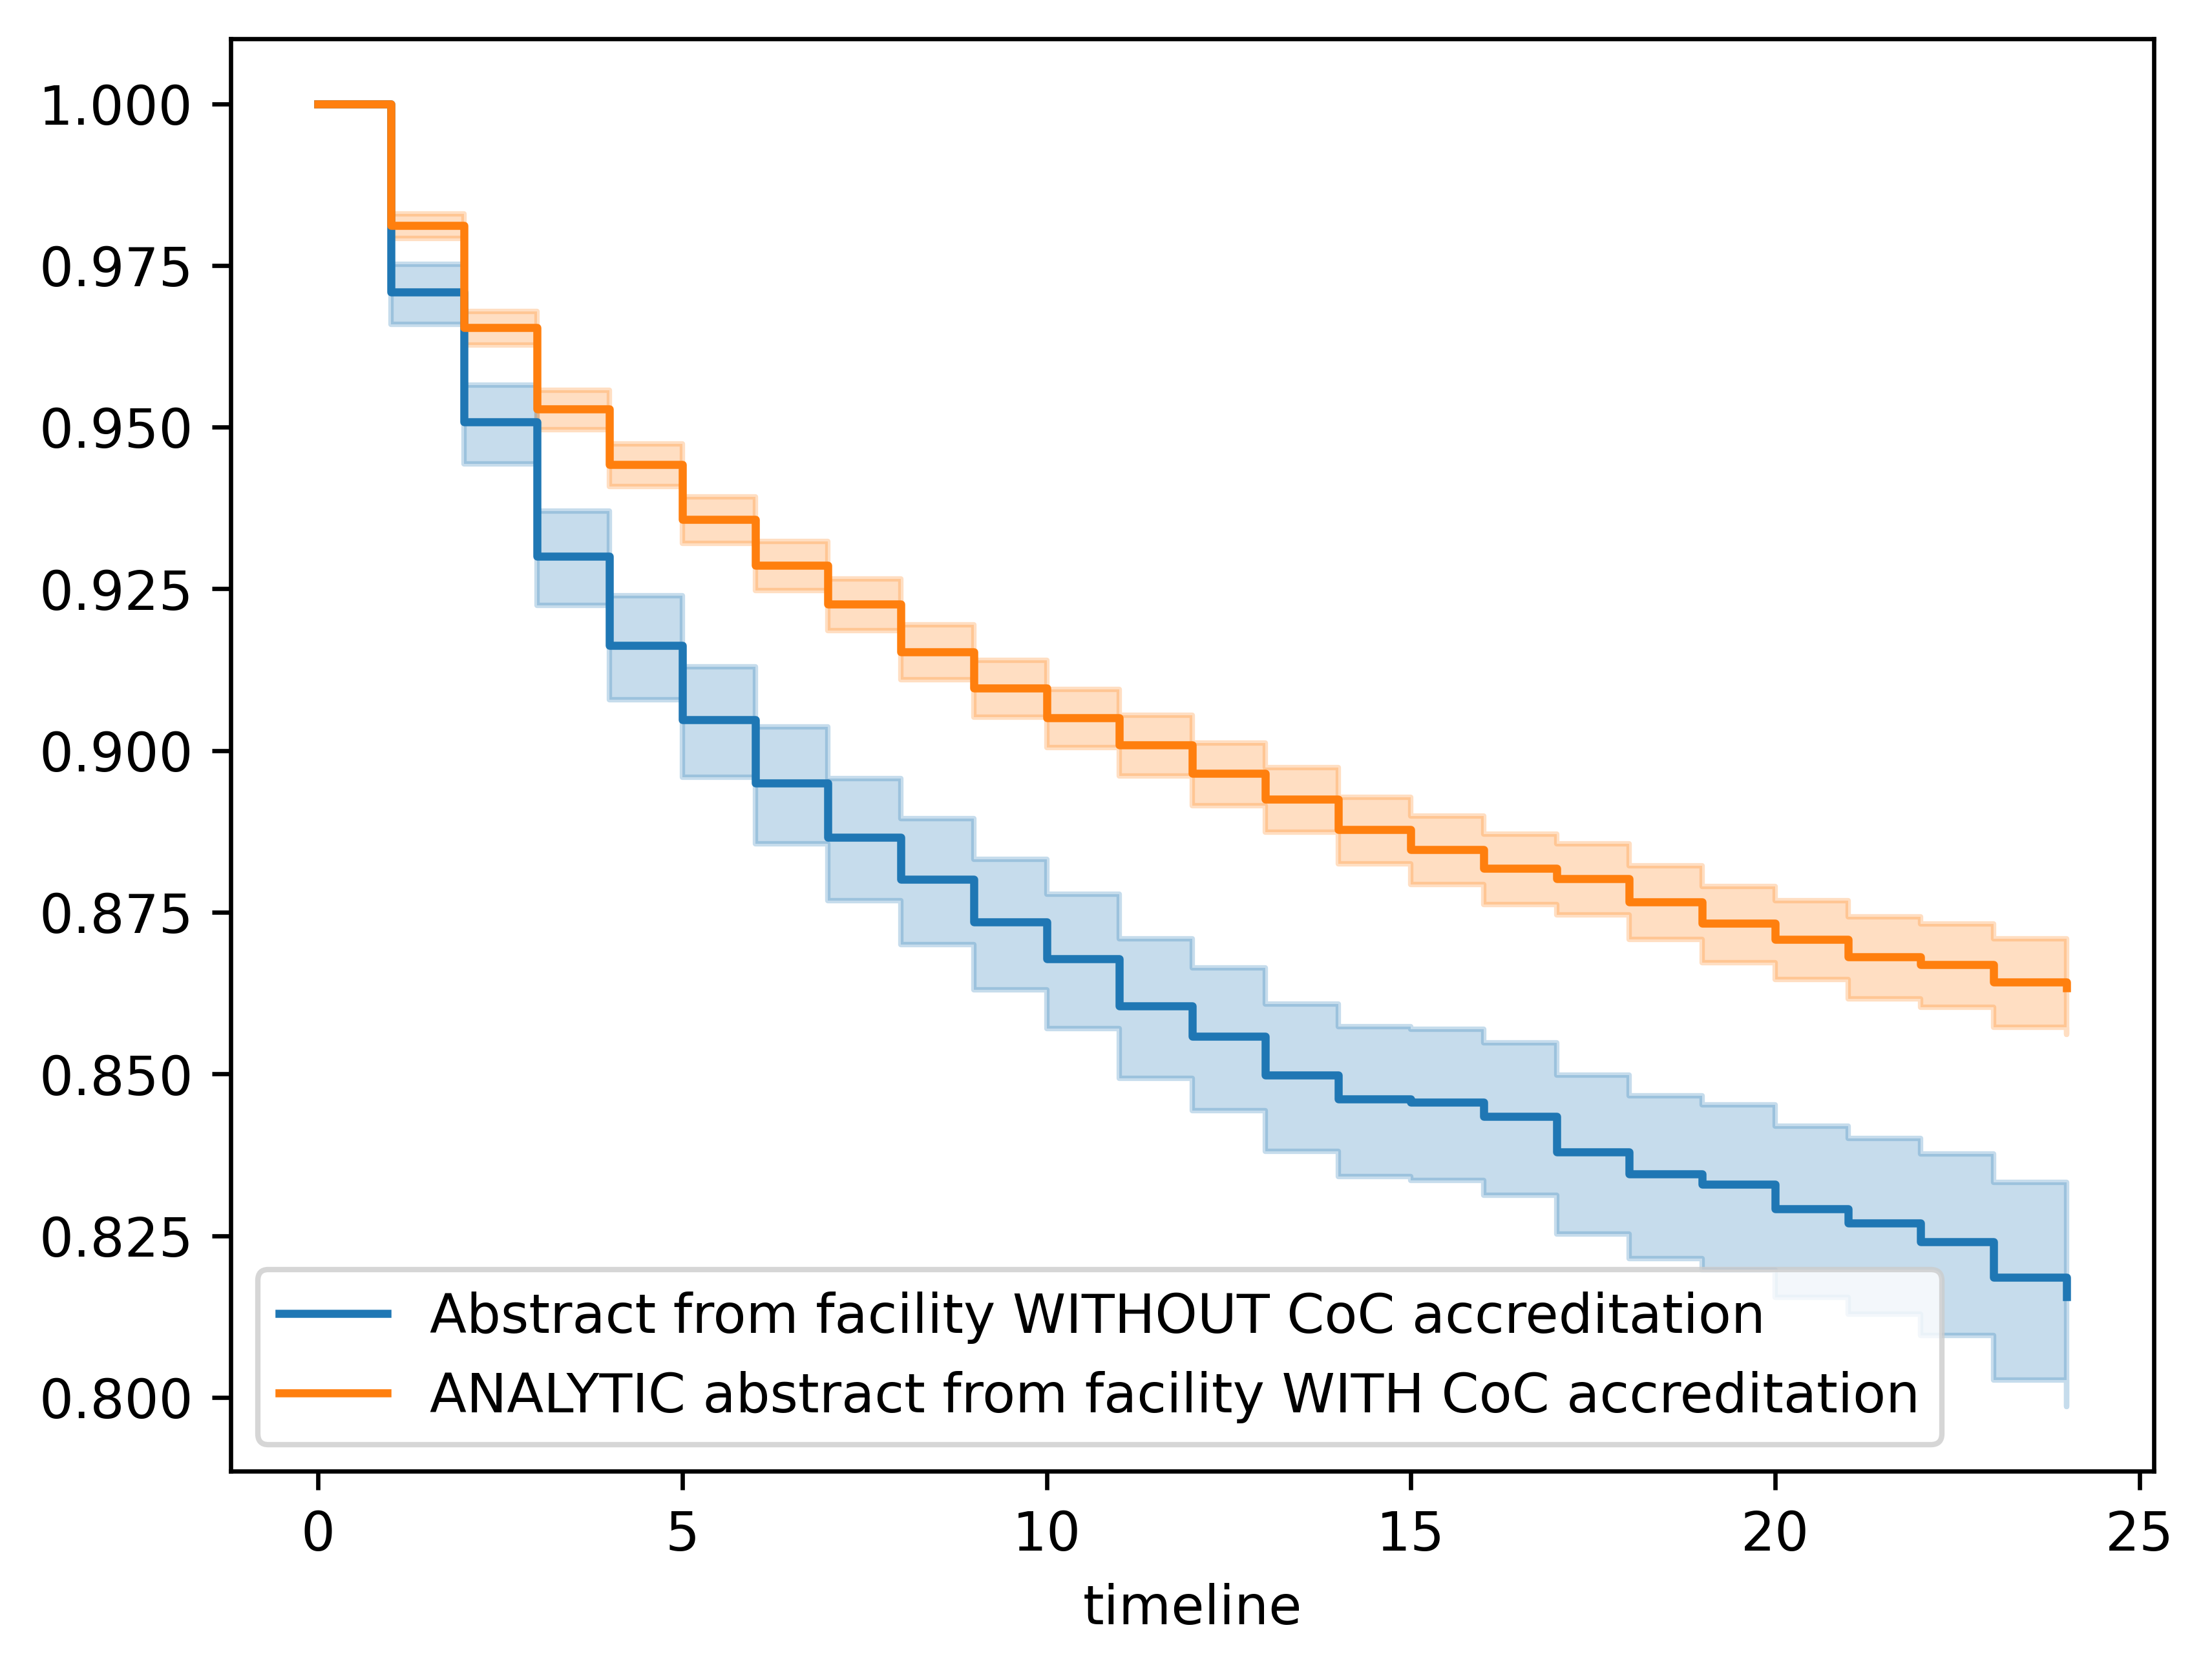 1.000
0.975
0.950
0.925
0.900
0.875
0.850
0.825
0.800
Abstract from facility WITHOUT CoC accreditation
ANALYTIC abstract from facility WITH CoC accreditation
0 5 10 15 20 25
timeline